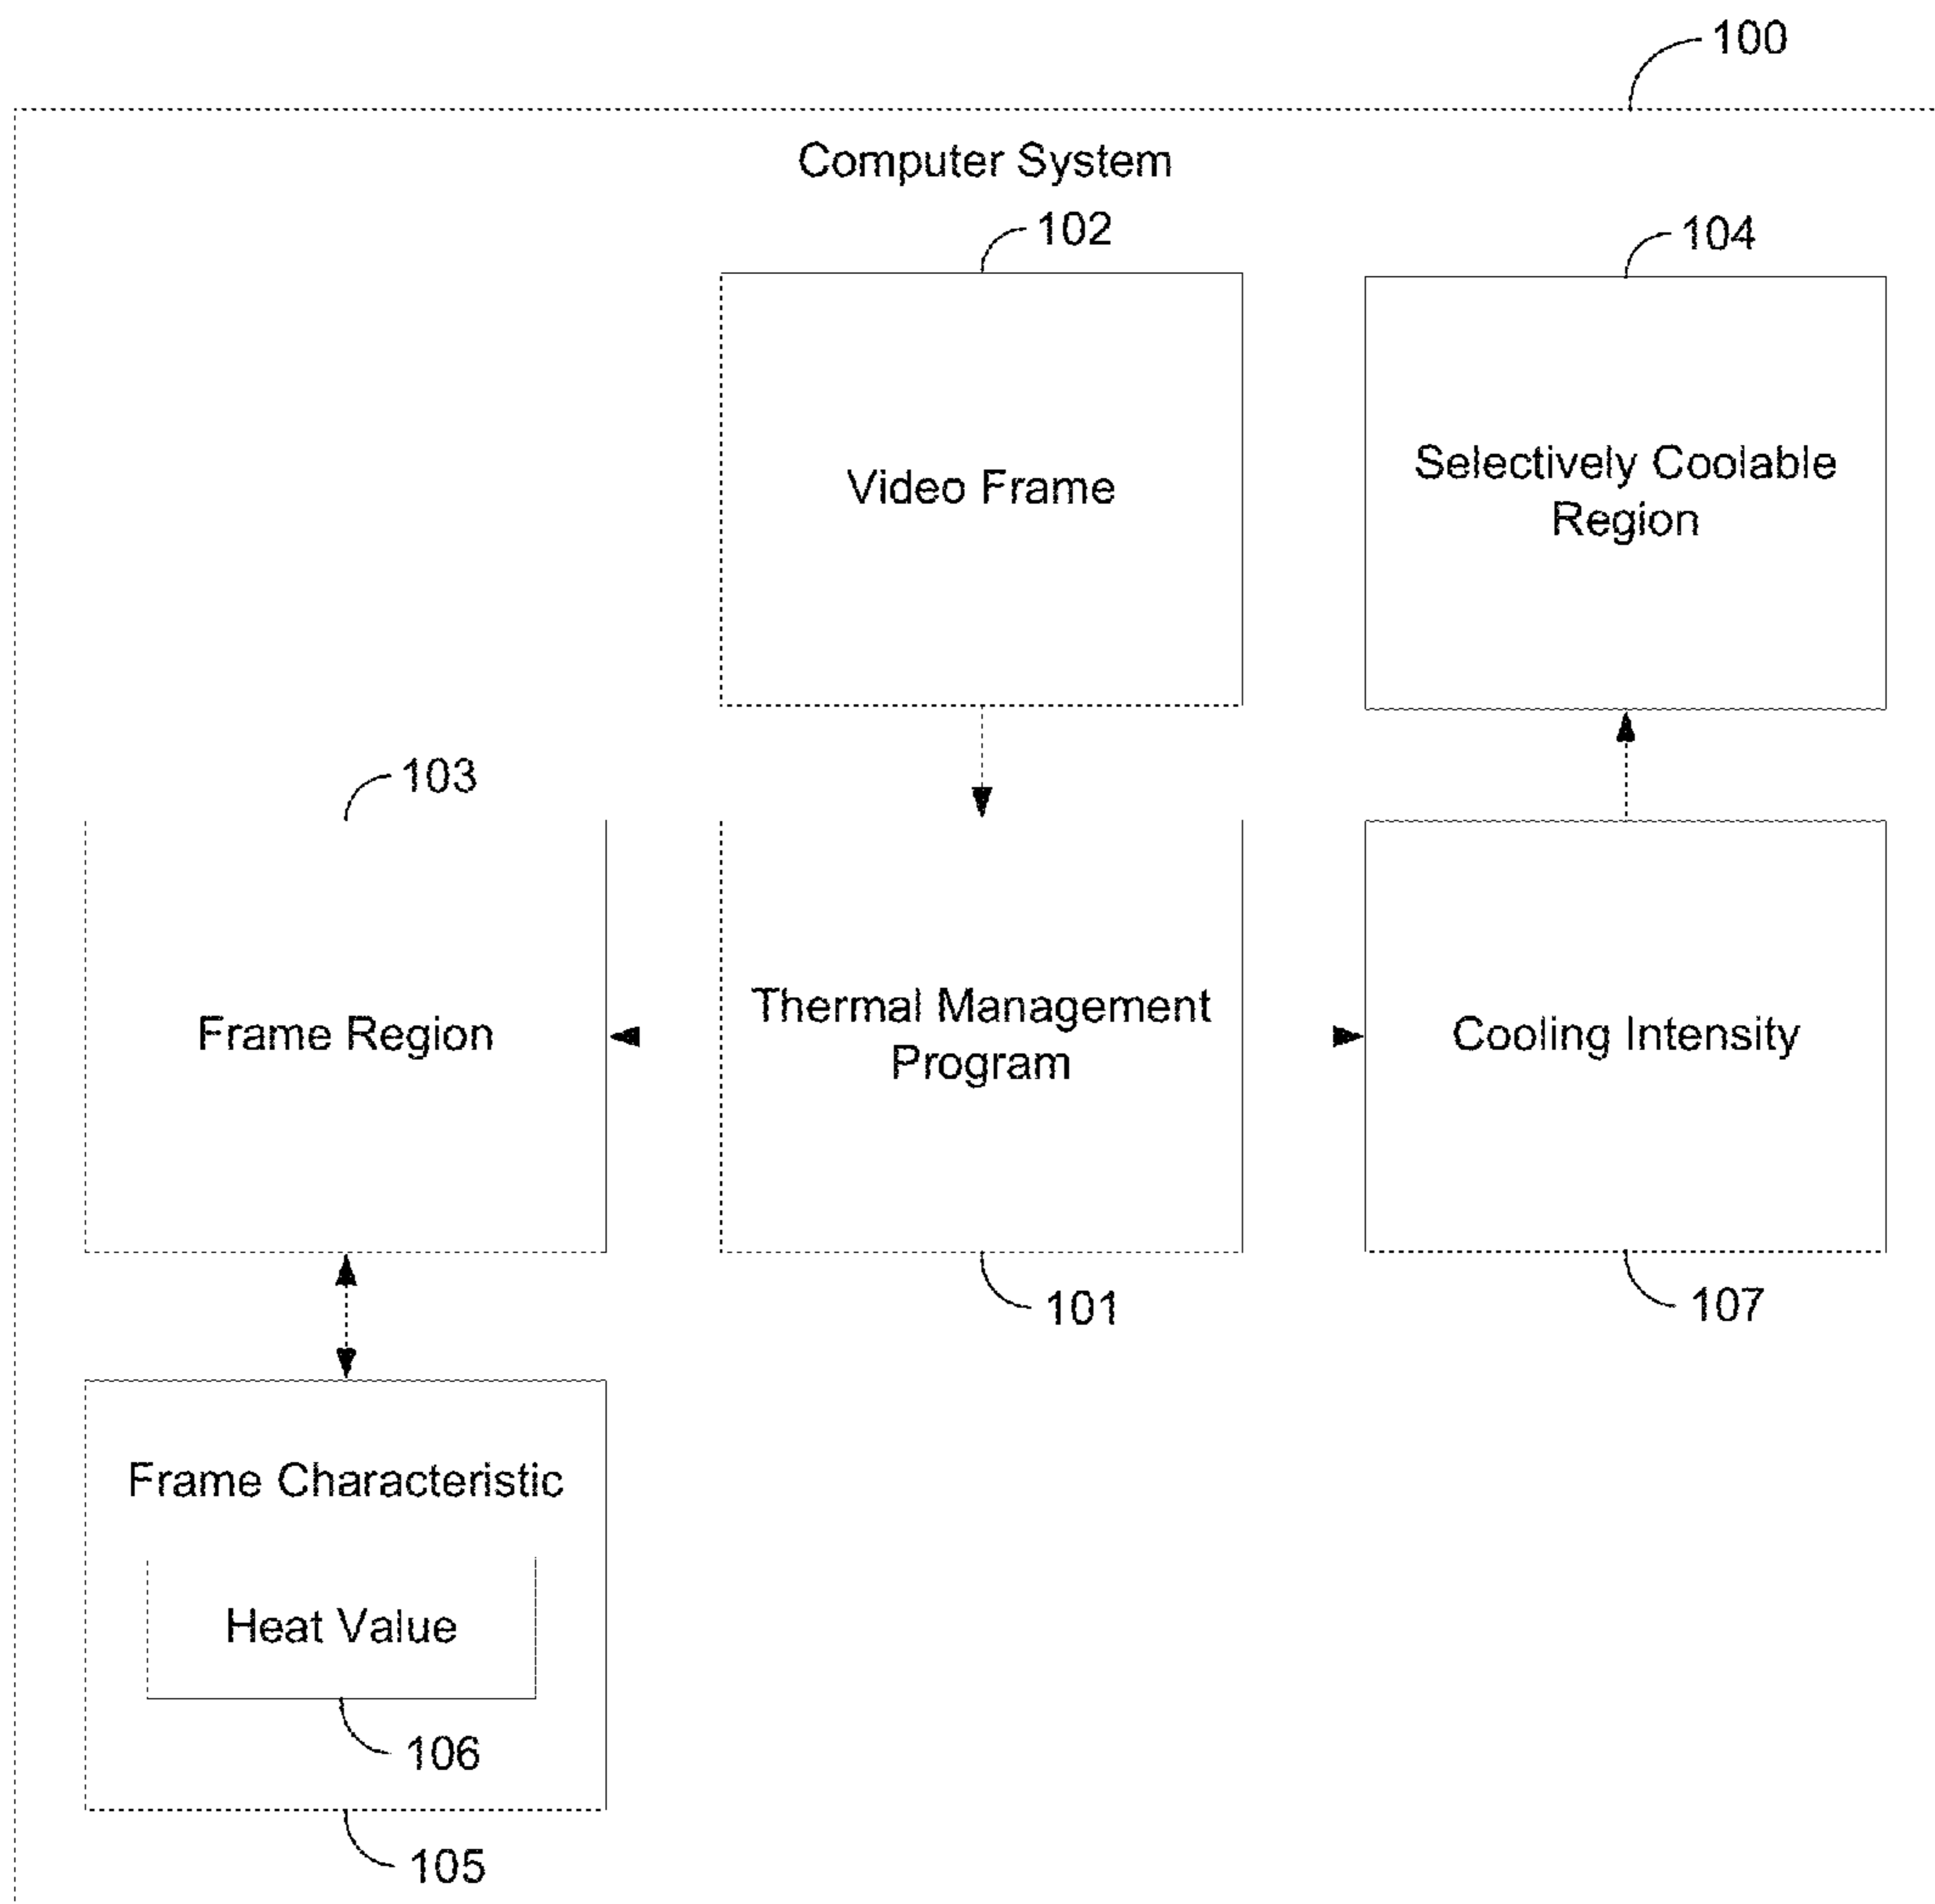 100
Computer System
102
104
Video Frame
Selectively Coolable
Region
103
Frame Region
Thermal Management
Program
Cooling Intensity
101
107
Frame Characteristic
Heat Value
106
105